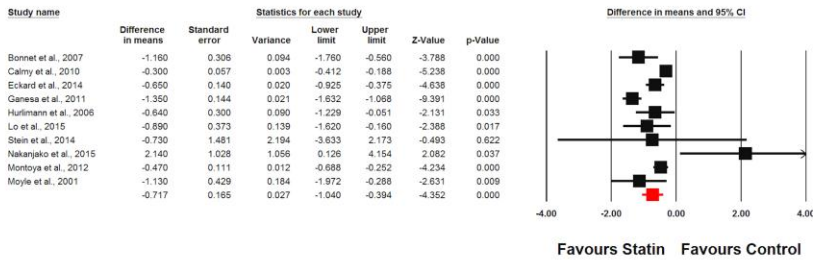 Study name Statistics for each study Difference in means and 95% CI
Difference in means Standard error Variance Lower limit Upper limit Z-Value p-Value
Bonnet et al., 2007 -1.160 0.306 0.094 -1.760 -0.560 -3.788 0.000
Calmy et al., 2010 -0.300 0.057 0.003 -0.412 -0.188 -5.238 0.000
Eckard et al., 2014 -0.650 0.140 0.020 -0.925 -0.375 -4.638 0.000
Ganesa et al., 2011 -1.350 0.144 0.021 -1.632 -1.068 -9.391 0.000
Hurlimann et al., 2006 -0.640 0.300 0.090 -1.229 -0.051 -2.131 0.033
Lo et al., 2015 -0.890 0.373 0.139 -1.620 -0.160 -2.388 0.017
Stein et al., 2014 -0.730 1.481 2.194 -3.633 2.173 -0.493 0.622
Nakanjako et al., 2015 2.140 1.028 1.056 0.126 4.154 2.082 0.037
Montoya et al., 2012 -0.470 0.111 0.012 -0.688 -0.252 -4.234 0.000
Moyle et al., 2001 -1.130 0.429 0.184 -1.972 -0.288 -2.631 0.009
-0.717 0.165 0.027 -1.040 -0.394 -4.352 0.000
-4.00 -2.00 0.00 2.00 4.00
Favours Statin Favours Control